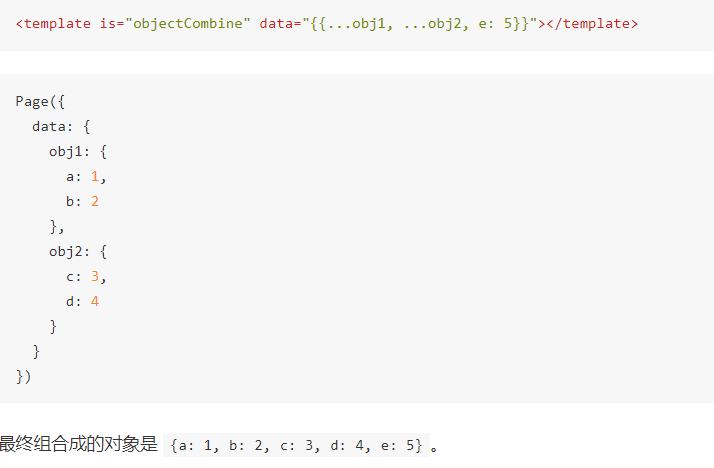 <template is="objectCombine" data="{{...obj1, ...obj2, e: 5}}"></template>
Page({
  data: {
    obj1: {
      a: 1,
      b: 2
    },
    obj2: {
      c: 3,
      d: 4
    }
  }
})
最终组合成的对象是 {a: 1, b: 2, c: 3, d: 4, e: 5} 。